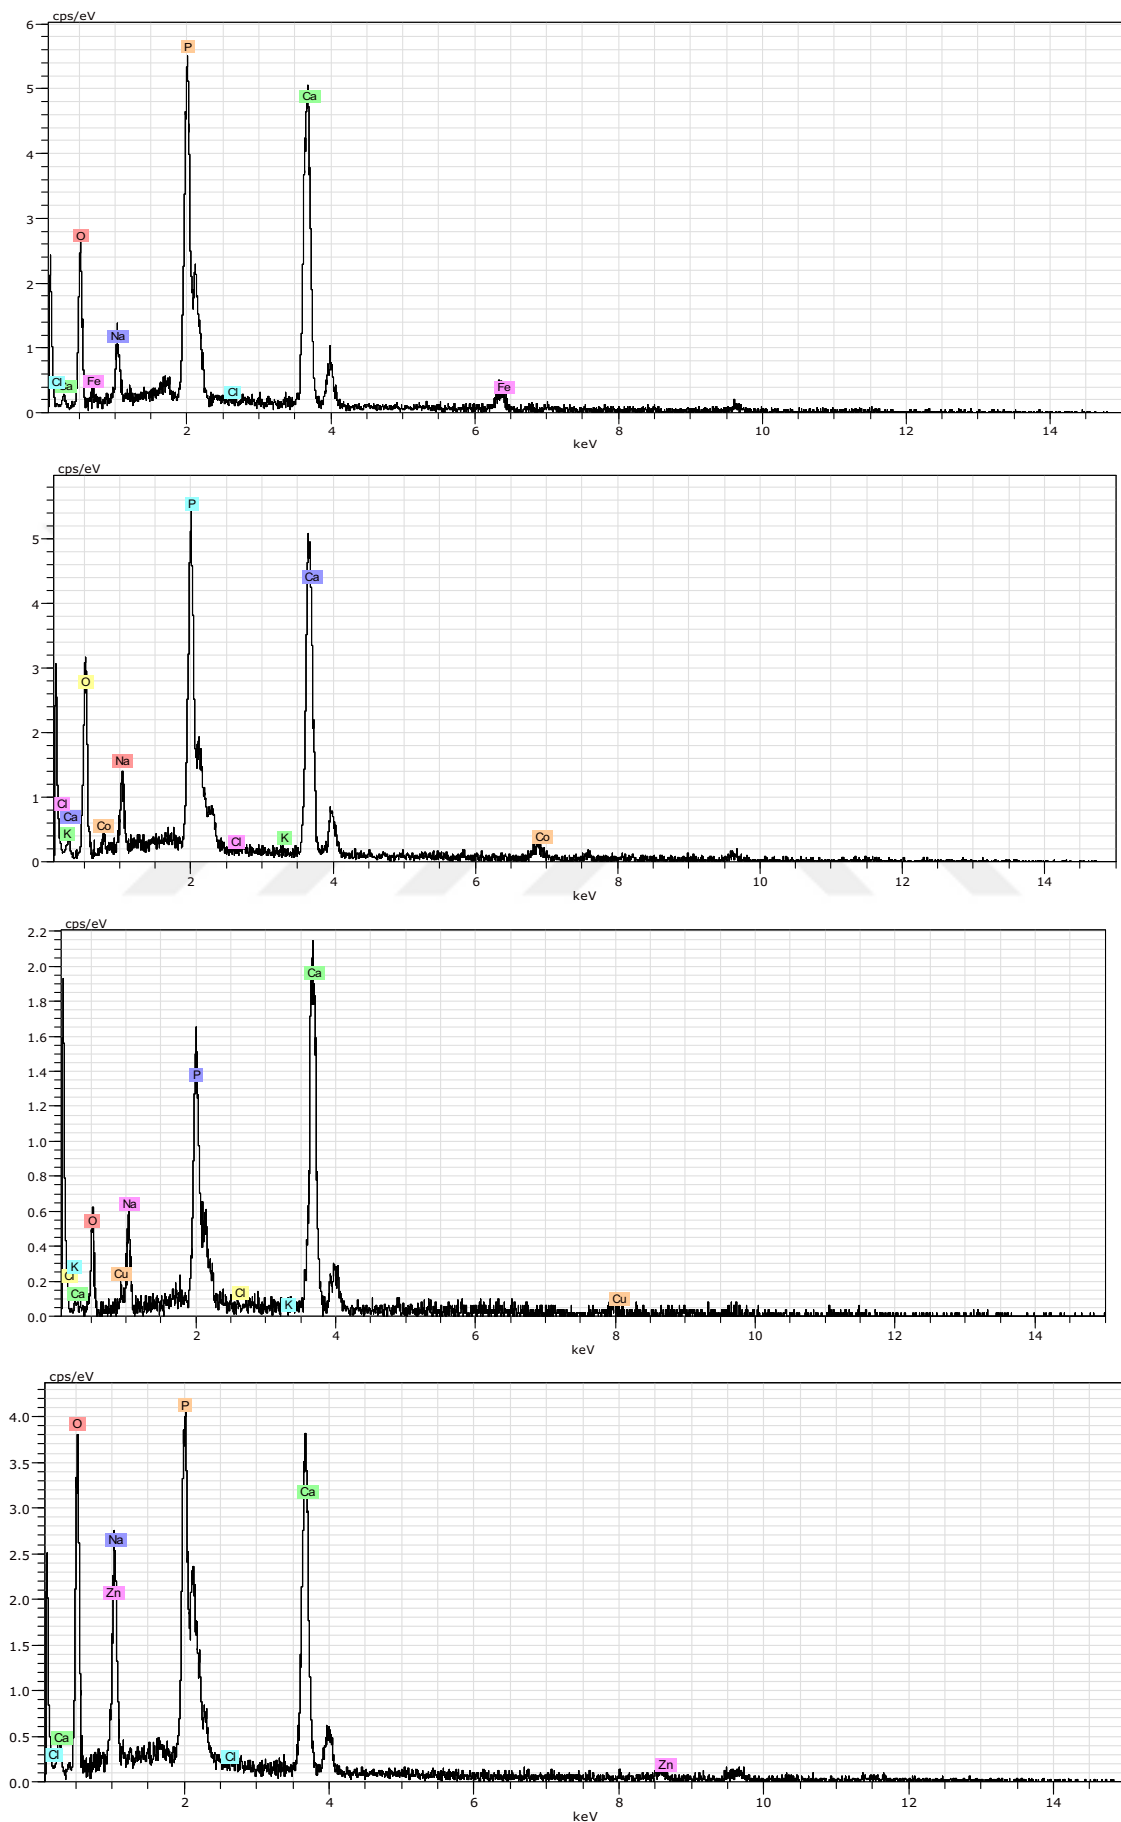 cps/eV
6
P
5
Ca
4
3
O
2
Na
1
Cl Ca Fe Cl Fe
0
2 4 6 8 10 12 14
keV
cps/eV
P
5
Ca
4
3
O
2
Na
1
Cl
Ca
Co
K Cl K Co
0
2 4 6 8 10 12 14
keV
cps/eV
2.2
2.0
Ca
1.8
1.6
1.4
P
1.2
1.0
0.8
0.6
Na
O
0.4
K
Cl Cu
0.2
Ca Cl K Cu
0.0
2 4 6 8 10 12 14
keV
cps/eV
P
4.0
O
3.5
Ca
3.0
Na
2.5
Zn
2.0
1.5
1.0
0.5
Ca
Cl Cl Zn
0.0
2 4 6 8 10 12 14
keV